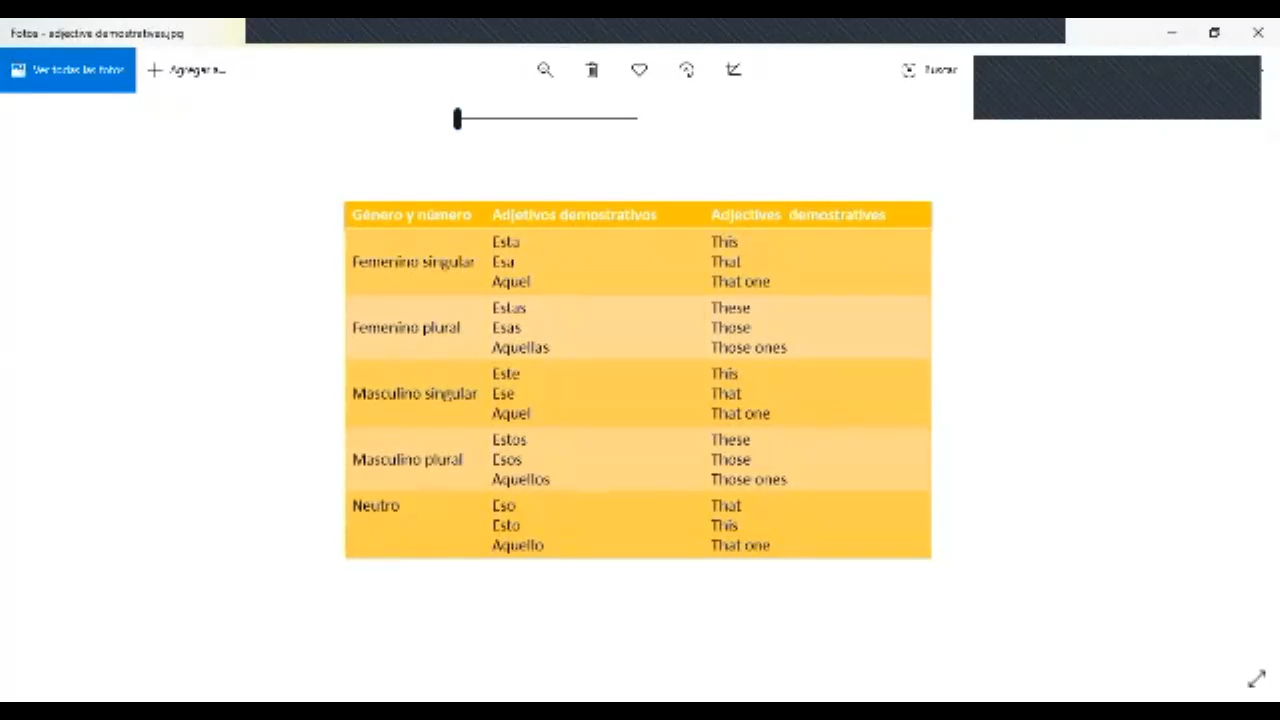 Fotos - adjective demostratives.jpg
Ver todas las fotos
Agregar a...
Buscar
Género y número Adjetivos demostrativos Adjectives demostratives
Esta This
Femenino singular Esa That
Aquel That one
Estas These
Femenino plural Esas Those
Aquellas Those ones
Este This
Masculino singular Ese That
Aquel That one
Estos These
Masculino plural Esos Those
Aquellos Those ones
Neutro Eso That
Esto This
Aquello That one